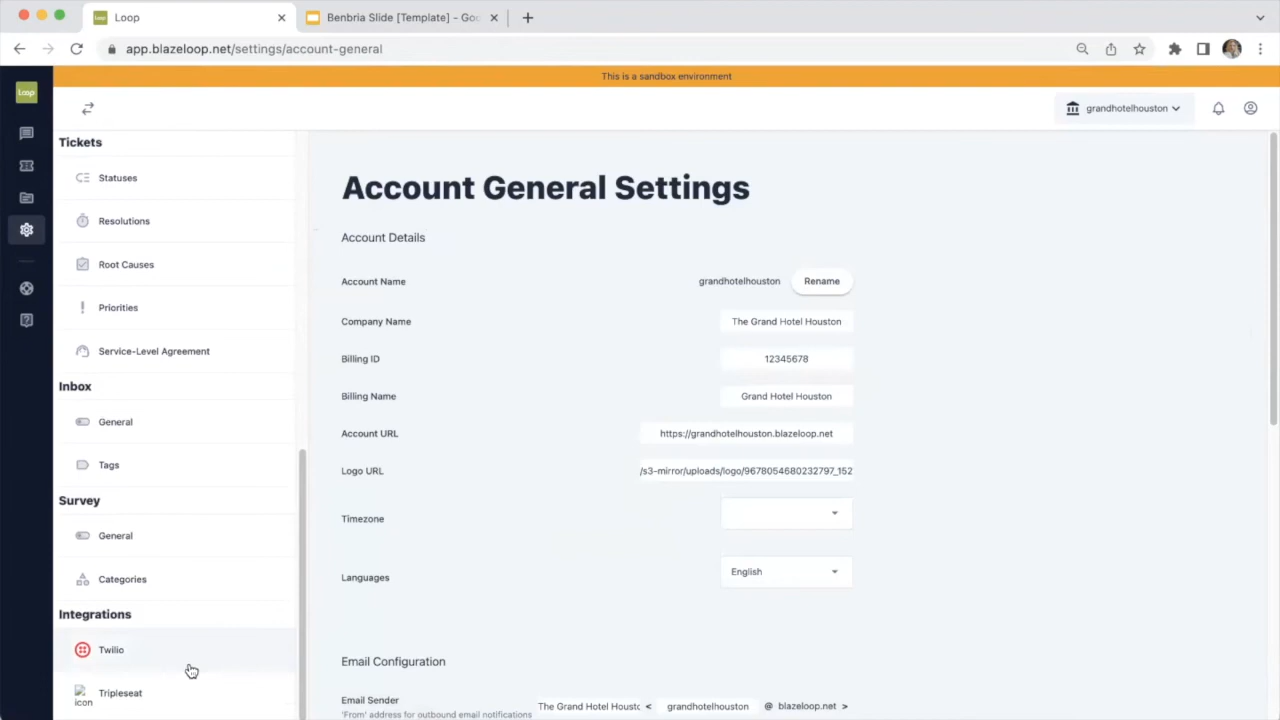 Loop
Benbria Slide [Template] - Goo
app.blazeloop.net/settings/account-general
This is a sandbox environment
loop
grandhotelhouston
Tickets
Statuses
Resolutions
Root Causes
Priorities
Service-Level Agreement
Inbox
General
Tags
Survey
General
Categories
Integrations
Twilio
icon
Tripleseat
Account General Settings
Account Details
Account Name
grandhotelhouston
Rename
Company Name
The Grand Hotel Houston
Billing ID
12345678
Billing Name
Grand Hotel Houston
Account URL
https://grandhotelhouston.blazeloop.net
Logo URL
/s3-mirror/uploads/logo/9678054680232797_152
Timezone
Languages
English
Email Configuration
Email Sender
'From' address for outbound email notifications
The Grand Hotel Houstc < grandhotelhouston @ blazeloop.net >